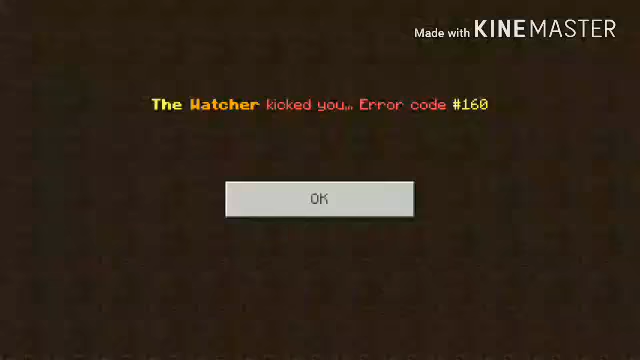 Made with KINEMASTER
The Watcher kicked you... Error code #160
OK